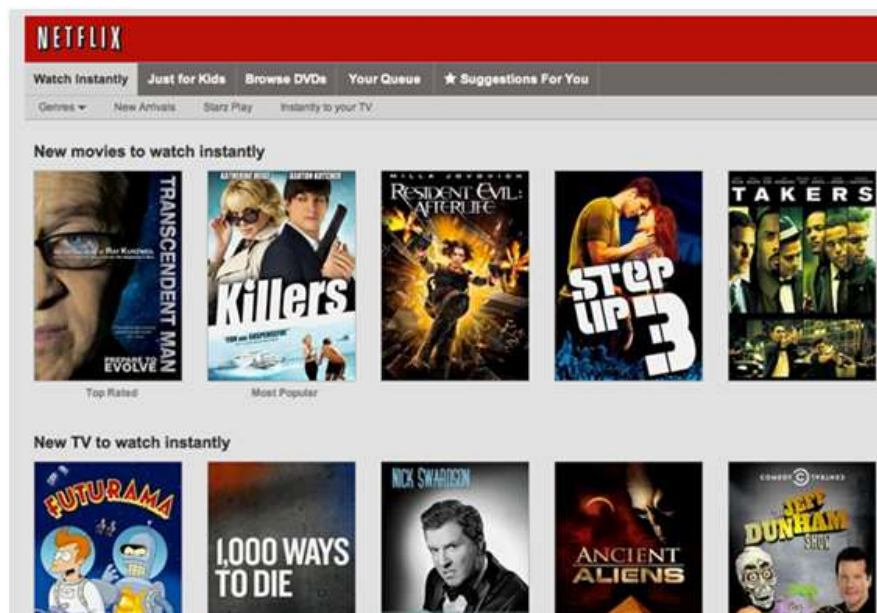 NETFLIX
Watch Instantly Just for Kids Browse DVDs Your Queue ★ Suggestions For You
Genres ▾ New Arrivals Starz Play Instantly to your TV
New movies to watch instantly
TRANSCENDENT MAN
RAY KURZWEIL
PREPARE TO EVOLVE
KATHERINE HEIGL ASHTON KUTCHER
Killers
MILLA JOVOVICH
RESIDENT EVIL:
AFTERLIFE
STEP
UP 3
TAKERS
Top Rated Most Popular
New TV to watch instantly
FUTURAMA
1,000 WAYS
TO DIE
NICK SWARDSON
ANCIENT
ALIENS
COMEDY CENTRAL
JEFF
DUNHAM
SHOW